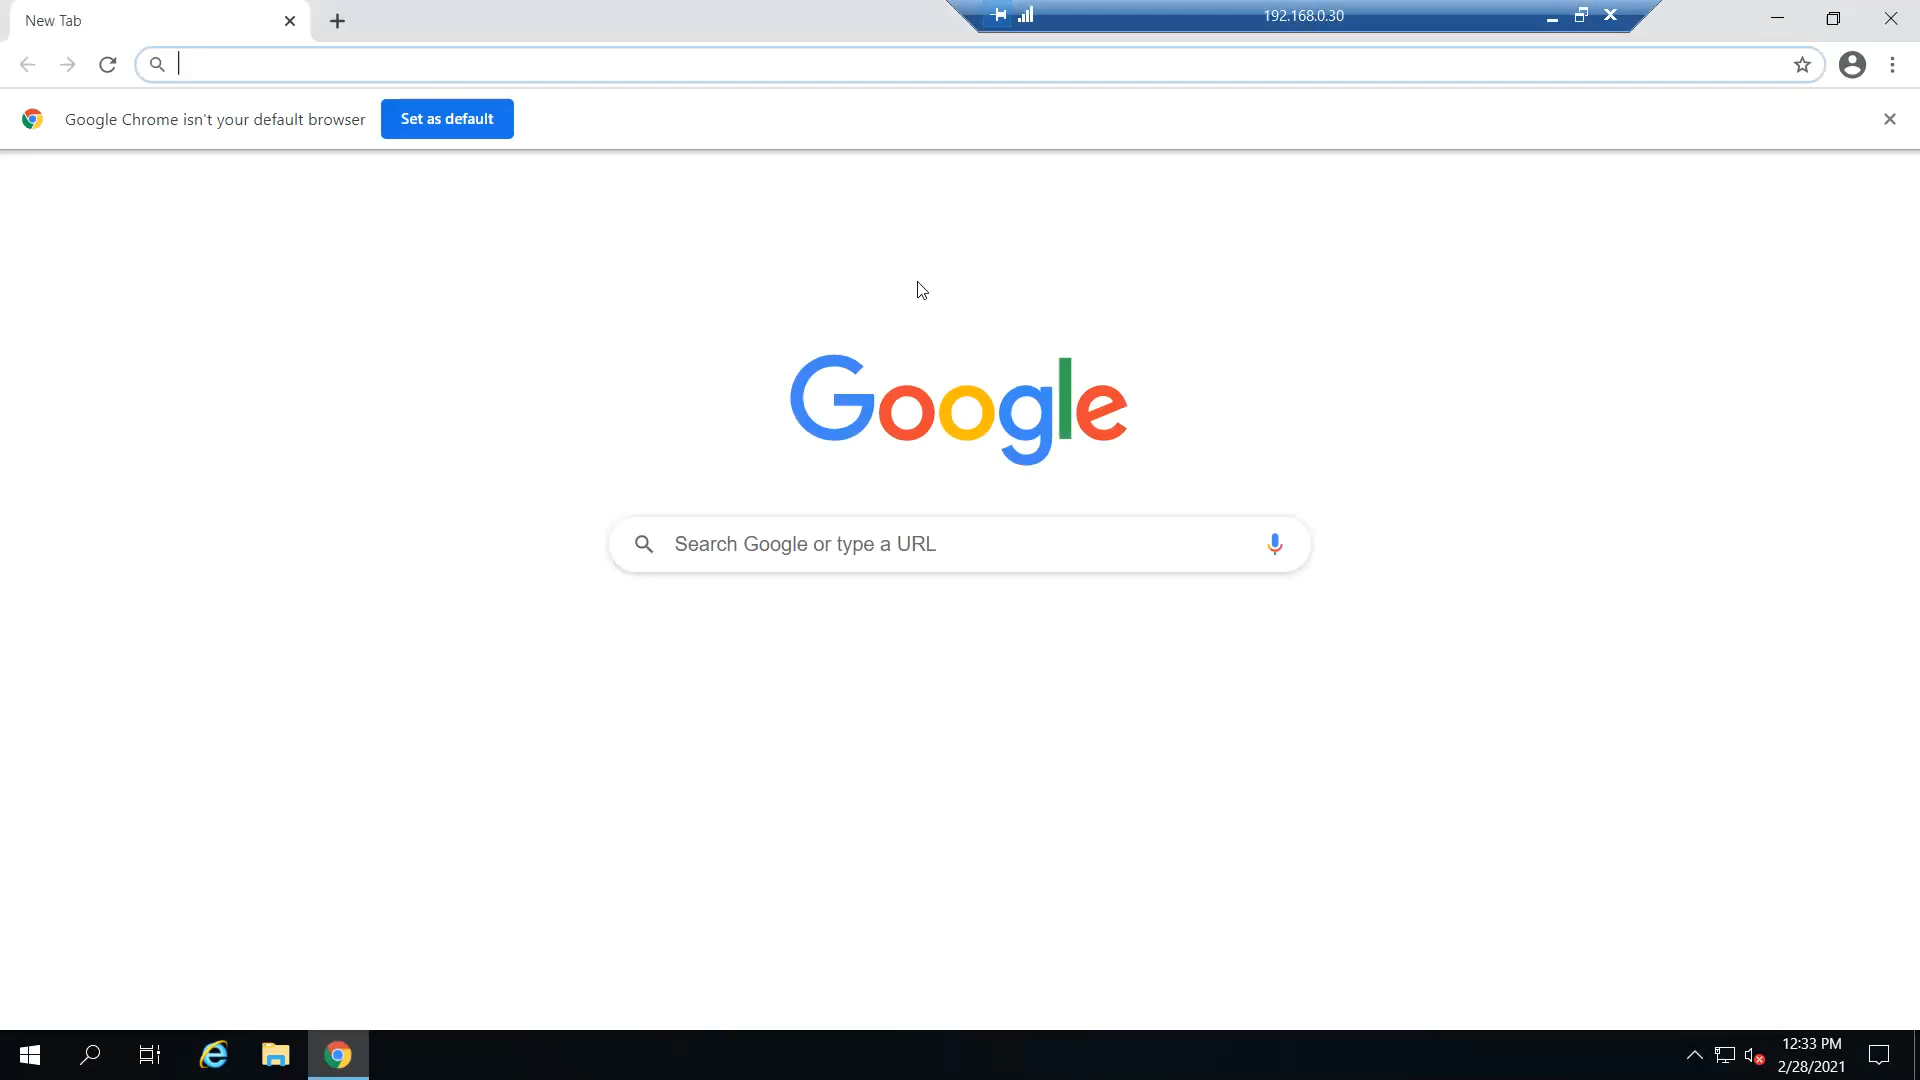 New Tab
192.168.0.30
Google Chrome isn't your default browser
Set as default
Google
Search Google or type a URL
12:33 PM
2/28/2021